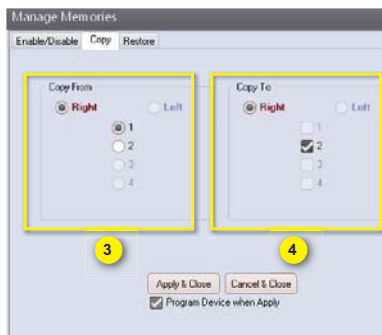 Manage Memories
Enable/Disable Copy Restore
Copy From Copy To
Right Left Right Left
1 1
2 2
3 3
4 4
3 4
Apply & Close Cancel & Close
Program Device when Apply